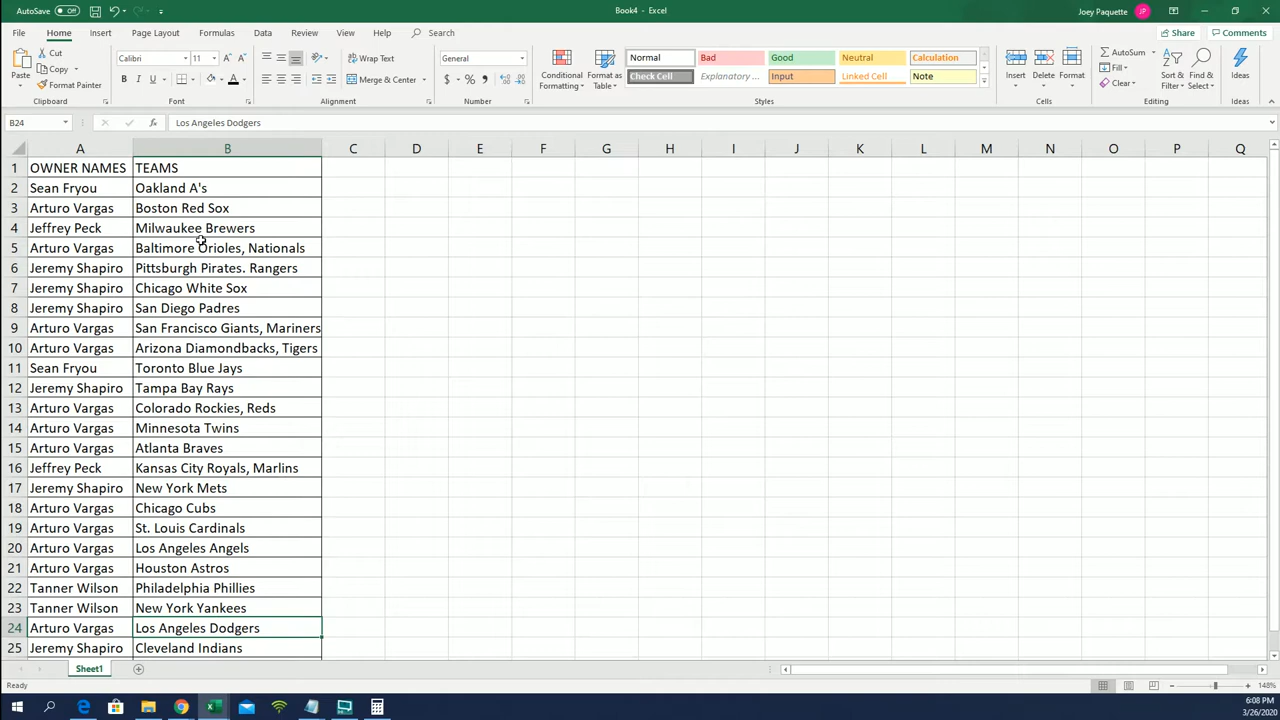 AutoSave Off
Book4 - Excel
Joey Paquette JP
File Home Insert Page Layout Formulas Data Review View Help Search
Share Comments
Paste Cut Copy Format Painter Clipboard
Calibri 11 A A B I U A Font
Wrap Text Merge & Center Alignment
General $ % , Number
Conditional Formatting Format as Table
Normal Bad Good Neutral Calculation
Check Cell Explanatory ... Input Linked Cell Note
Styles
Insert Delete Format Cells
AutoSum Fill Clear Sort & Filter Find & Select Editing
Ideas Ideas
B24 fx Los Angeles Dodgers
A B C D E F G H I J K L M N O P Q
1 OWNER NAMES TEAMS
2 Sean Fryou Oakland A's
3 Arturo Vargas Boston Red Sox
4 Jeffrey Peck Milwaukee Brewers
5 Arturo Vargas Baltimore Orioles, Nationals
6 Jeremy Shapiro Pittsburgh Pirates. Rangers
7 Jeremy Shapiro Chicago White Sox
8 Jeremy Shapiro San Diego Padres
9 Arturo Vargas San Francisco Giants, Mariners
10 Arturo Vargas Arizona Diamondbacks, Tigers
11 Sean Fryou Toronto Blue Jays
12 Jeremy Shapiro Tampa Bay Rays
13 Arturo Vargas Colorado Rockies, Reds
14 Arturo Vargas Minnesota Twins
15 Arturo Vargas Atlanta Braves
16 Jeffrey Peck Kansas City Royals, Marlins
17 Jeremy Shapiro New York Mets
18 Arturo Vargas Chicago Cubs
19 Arturo Vargas St. Louis Cardinals
20 Arturo Vargas Los Angeles Angels
21 Arturo Vargas Houston Astros
22 Tanner Wilson Philadelphia Phillies
23 Tanner Wilson New York Yankees
24 Arturo Vargas Los Angeles Dodgers
25 Jeremy Shapiro Cleveland Indians
Sheet1
Ready 148%
6:08 PM
3/26/2020